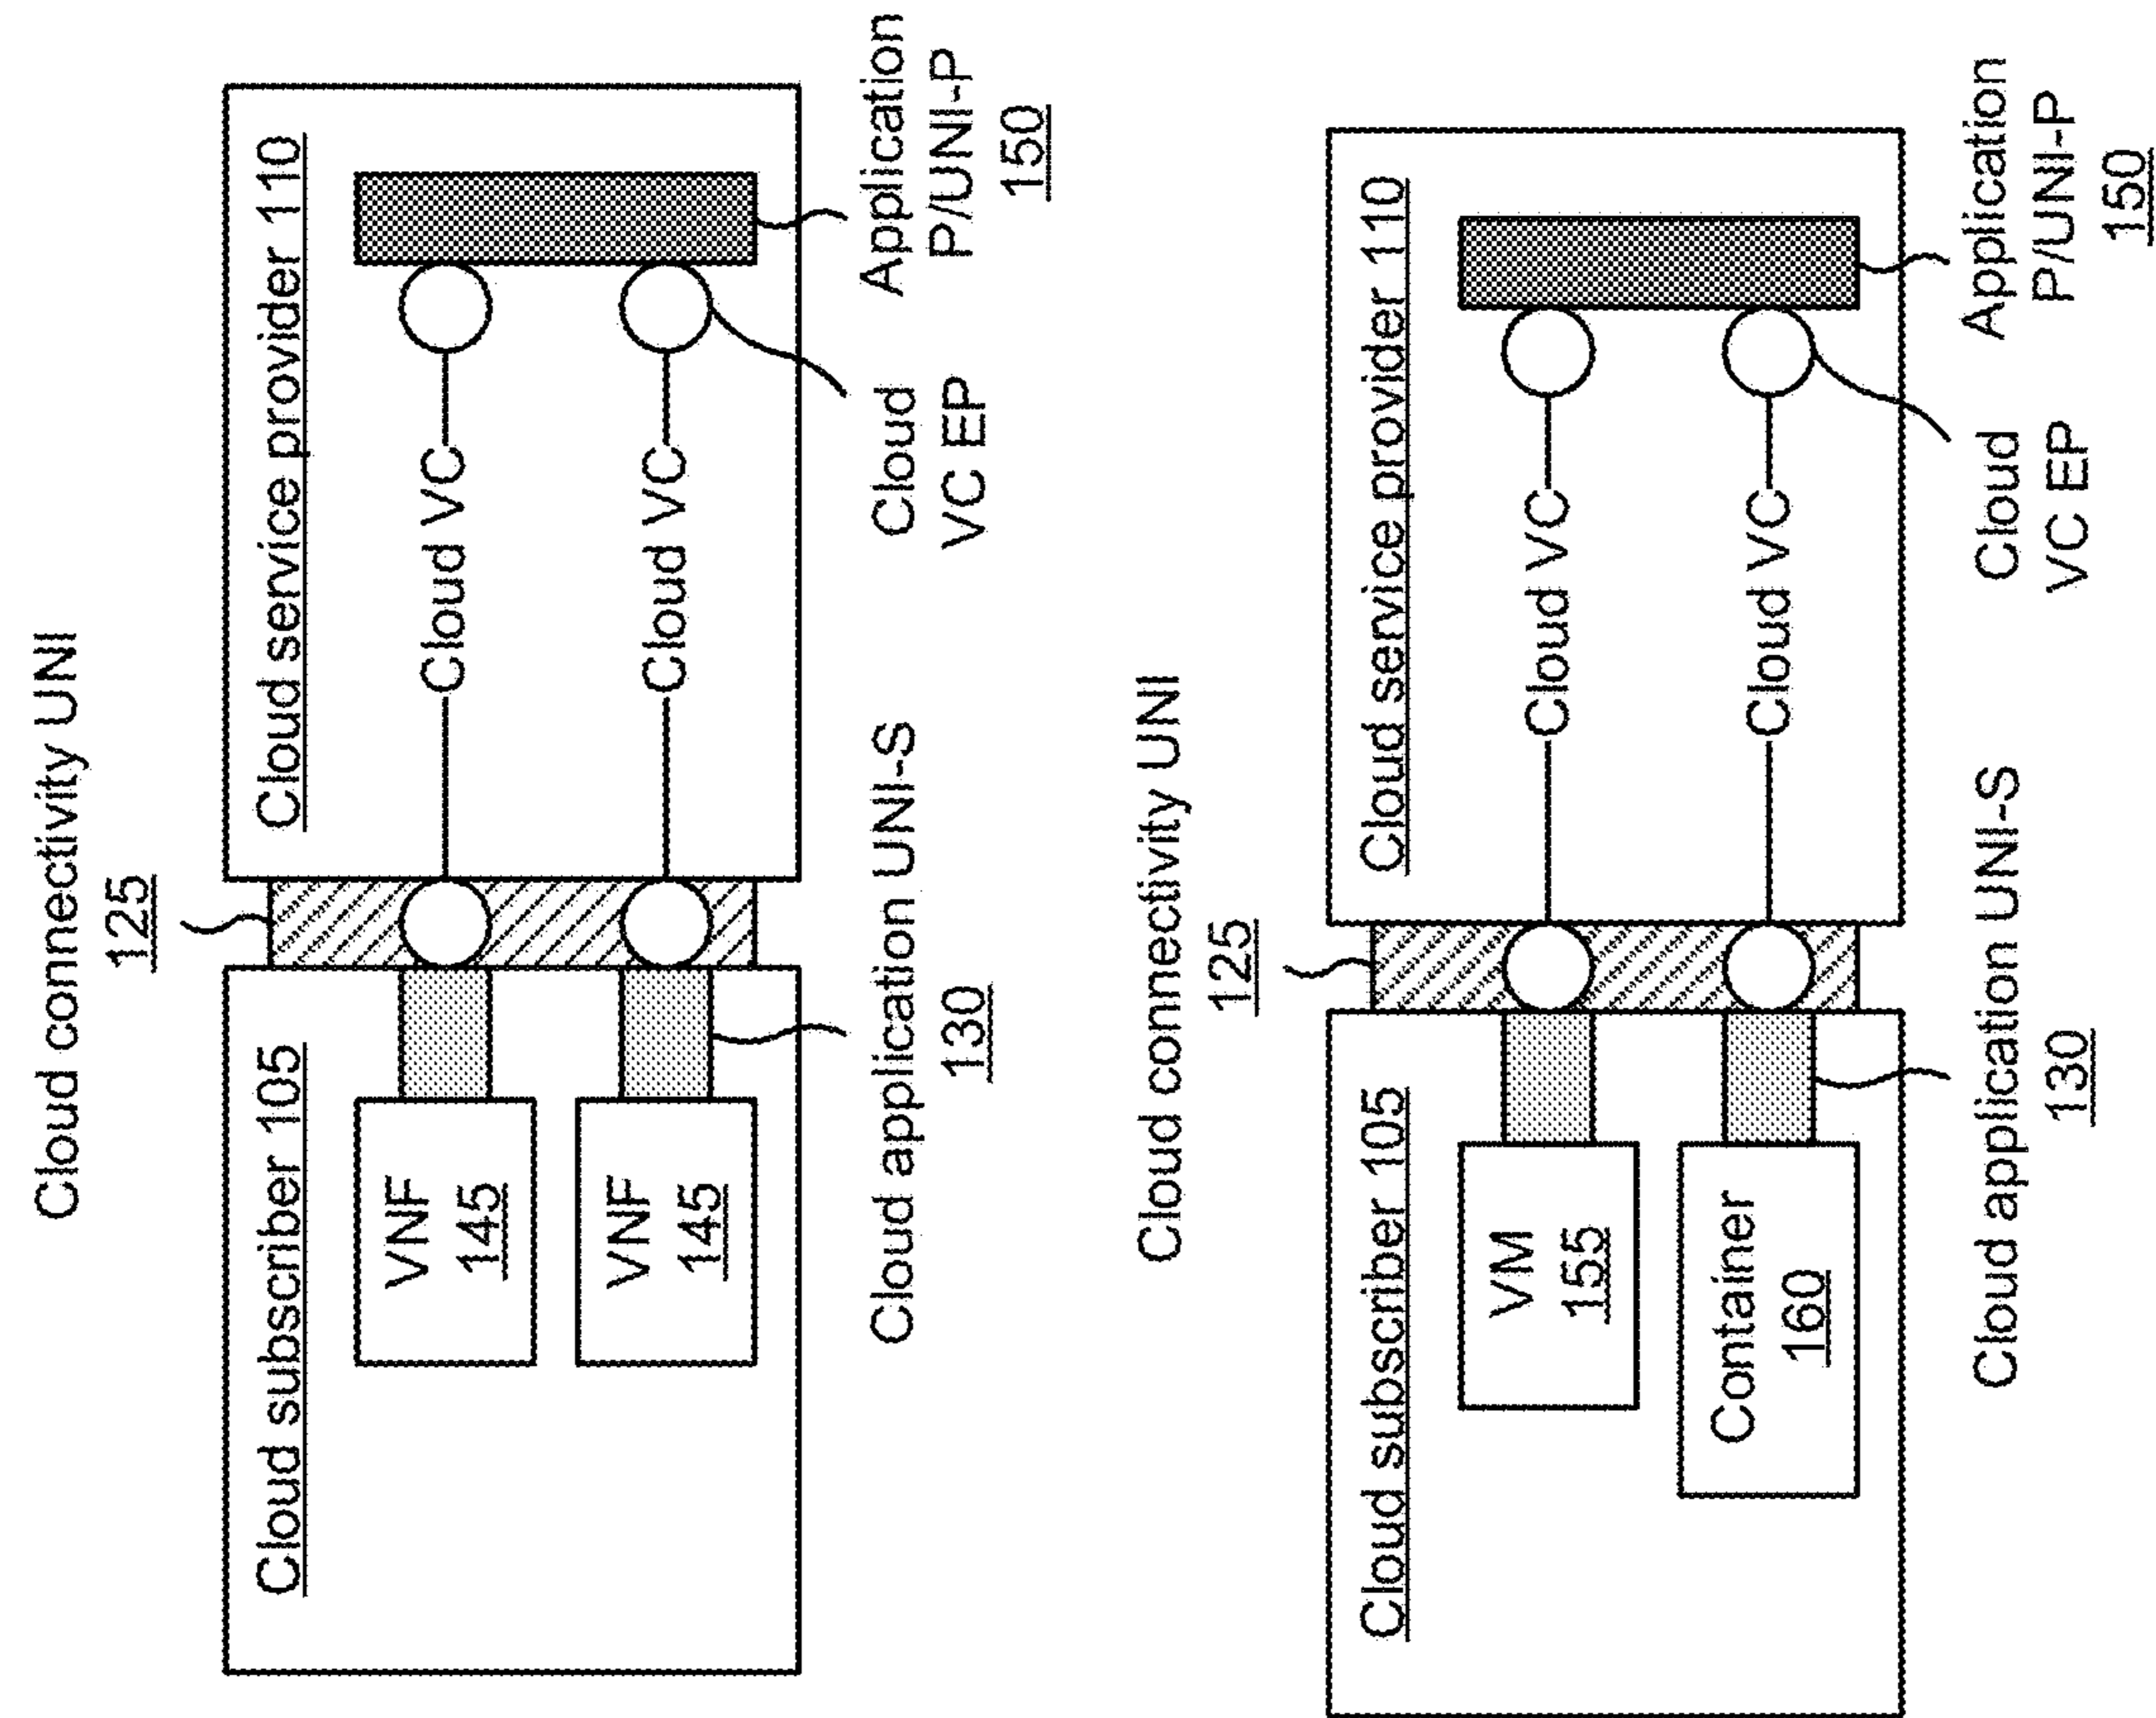 Cloud connectivity UNI
125
Cloud subscriber 105
Cloud service provider 110
VNF
145
VNF
145
Cloud VC
Cloud VC
Cloud application UNI-S
130
Cloud
VC EP
Application
P/UNI-P
150
Cloud connectivity UNI
125
Cloud subscriber 105
Cloud service provider 110
VM
155
Container
160
Cloud VC
Cloud VC
Cloud application UNI-S
130
Cloud
VC EP
Application
P/UNI-P
150